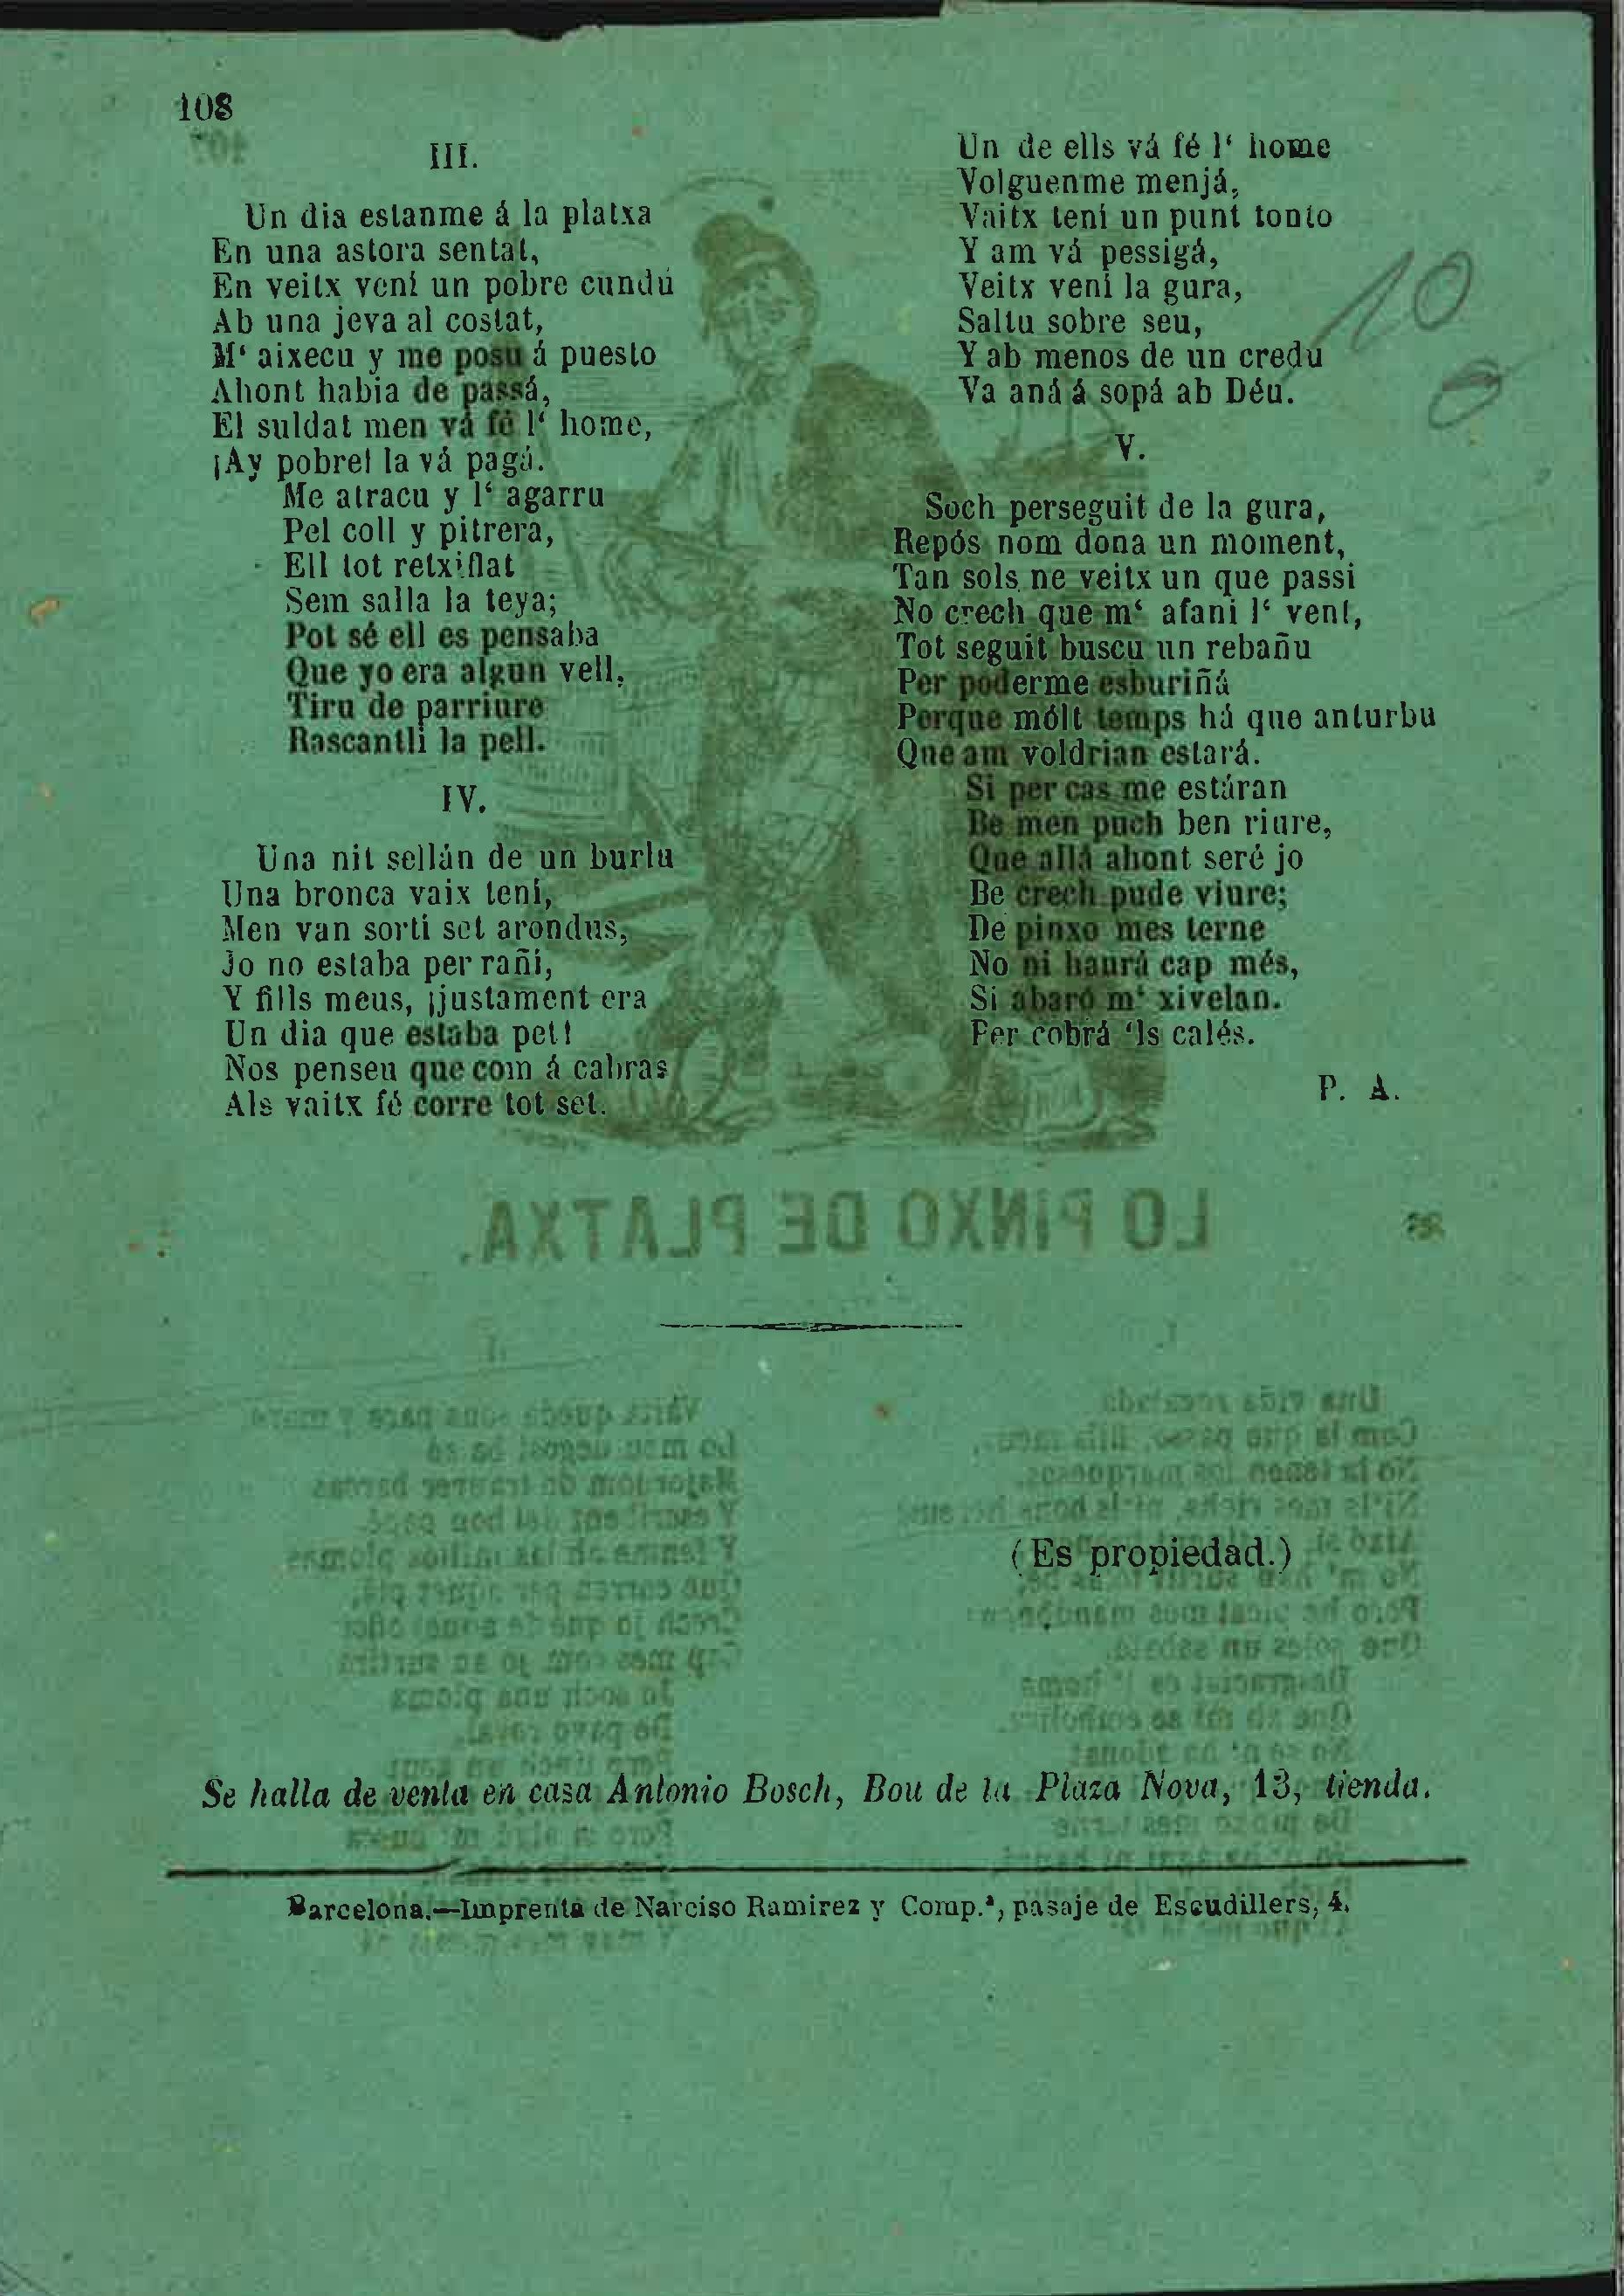 108
III.
Un dia estanme á la platxa
En una astora sentat,
En veitx vení un pobre cundú
Ab una jeva al costat,
M‘ aixecu y me posu á puesto
Ahont habia de passá,
El suldat men vá fé l‘ home,
¡Ay pobre! la vá pagá.
Me atracu y l‘ agarru
Pel coll y pitrera,
Ell tot retxiflat
Sem salla la teya;
Pot sé ell es pensaba
Que yo era algun vell,
Tiru de parriure
Rascantli la pell.
IV.
Una nit sellán de un burlu
Una bronca vaix tení,
Men van sorti set arondus,
Jo no estaba per rañí,
Y fills meus, ¡justament era
Un dia que estaba pet!
Nos penseu que com á cabras
Als vaitx fé corre tot set.
Un de ells vá fé l‘ home
Volguenme menjá,
Vaitx tení un punt tonto
Y am vá pessigá,
Veitx vení la gura,
Saltu sobre seu,
Y ab menos de un credu
Va aná á sopá ab Déu.
V.
Soch perseguit de la gura,
Repós nom dona un moment,
Tan sols ne veitx un que passi
No crech que m‘ afani l‘ vent,
Tot seguit buscu un rebañu
Per poderme esburiñá
Porque mólt temps há que anturbu
Que am voldrian estará.
Si per cas me estáran
Be men puch ben riure,
Que allá ahont seré jo
Be crech pude viure;
De pinxo mes terne
No ni haurá cap més,
Si abaró m‘ xivelan.
Per cobrá ‘ls calés.
P. A.
10
LO PINXO DE PLATXA.
(Es propiedad.)
Se halla de venta en casa Antonio Bosch, Bou de la Plaza Nova, 13, tienda.
Barcelona.—Imprenta de Narciso Ramirez y Comp.ª, pasaje de Escudillers, 4.